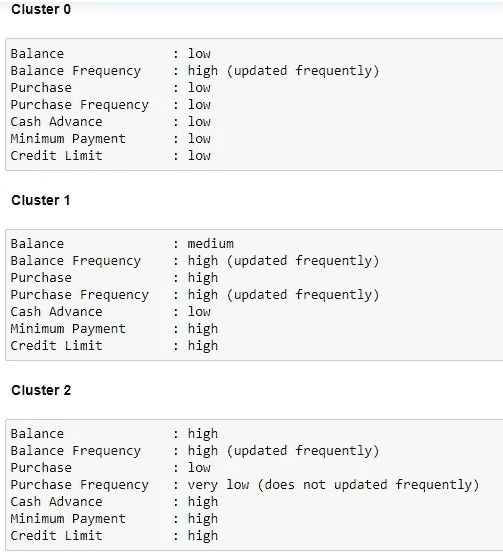 Cluster 0
Balance : low
Balance Frequency : high (updated frequently)
Purchase : low
Purchase Frequency : low
Cash Advance : low
Minimum Payment : low
Credit Limit : low
Cluster 1
Balance : medium
Balance Frequency : high (updated frequently)
Purchase : high
Purchase Frequency : high (updated frequently)
Cash Advance : low
Minimum Payment : high
Credit Limit : high
Cluster 2
Balance : high
Balance Frequency : high (updated frequently)
Purchase : low
Purchase Frequency : very low (does not updated frequently)
Cash Advance : high
Minimum Payment : high
Credit Limit : high